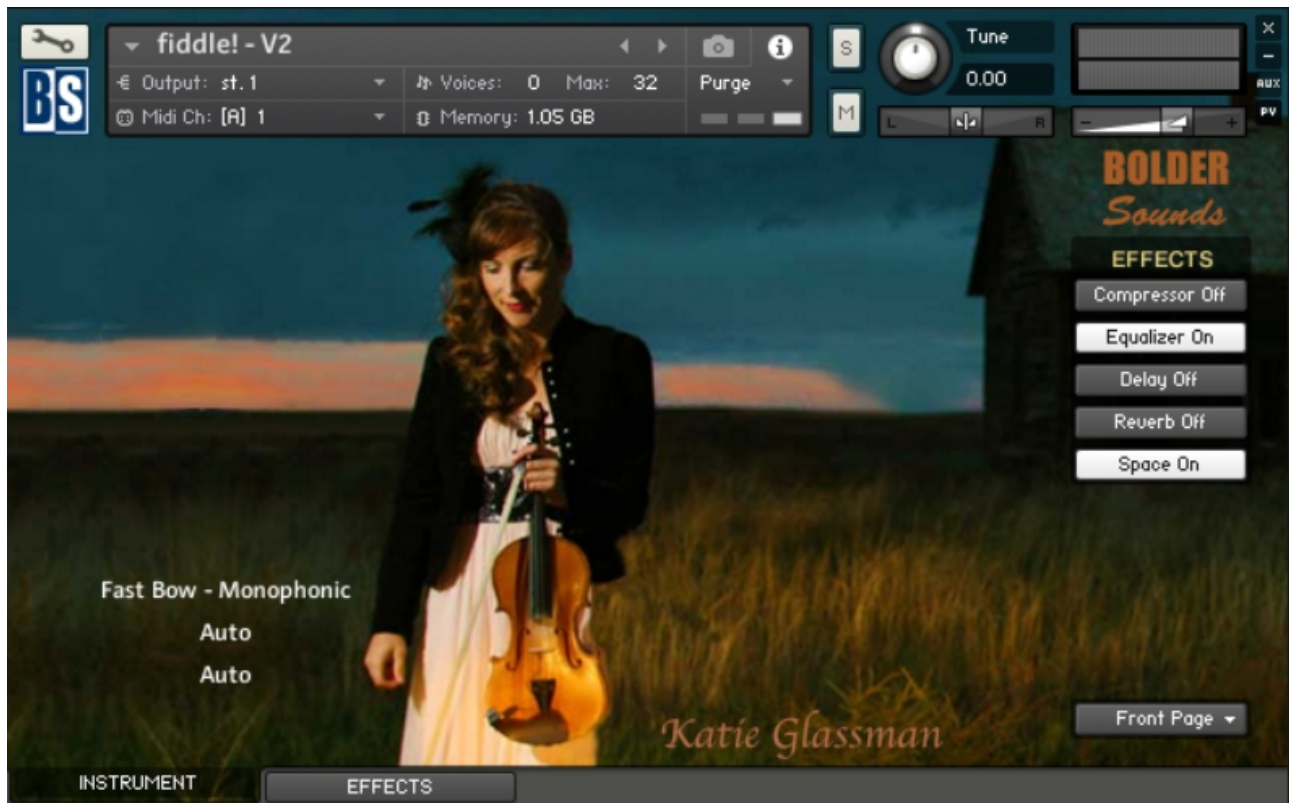 fiddle! - V2
Output: st. 1
Voices: 0 Max: 32
Purge
Midi Ch: [A] 1
Memory: 1.05 GB
S
M
Tune
0.00
L
R
×
AUX
PV
BS
BOLDER
Sounds
EFFECTS
Compressor Off
Equalizer On
Delay Off
Reverb Off
Space On
Fast Bow - Monophonic
Auto
Auto
Katie Glassman
Front Page
INSTRUMENT
EFFECTS